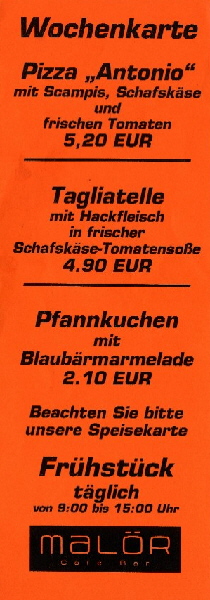 Wochenkarte
Pizza „Antonio“
mit Scampis, Schafskäse
und
frischen Tomaten
5,20 EUR
Tagliatelle
mit Hackfleisch
in frischer
Schafskäse-Tomatensoße
4.90 EUR
Pfannkuchen
mit
Blaubärmarmelade
2.10 EUR
Beachten Sie bitte
unsere Speisekarte
Frühstück
täglich
von 9:00 bis 15:00 Uhr
maLÖR
Cafe Bar